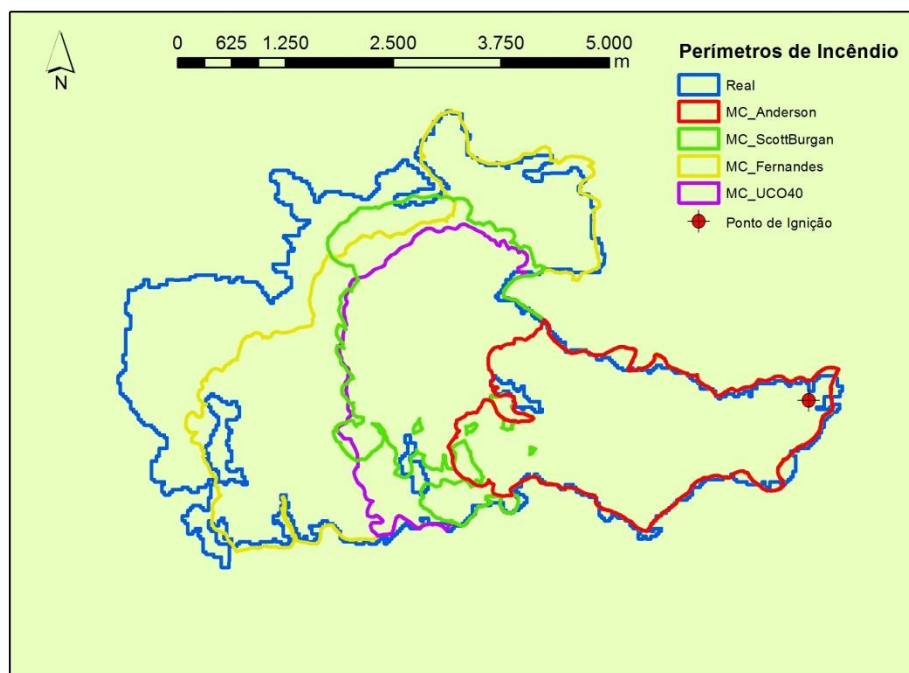 0 625 1.250 2.500 3.750 5.000
m
N
Perímetros de Incêndio
Real
MC_Anderson
MC_ScottBurgan
MC_Fernandes
MC_UCO40
Ponto de Ignição